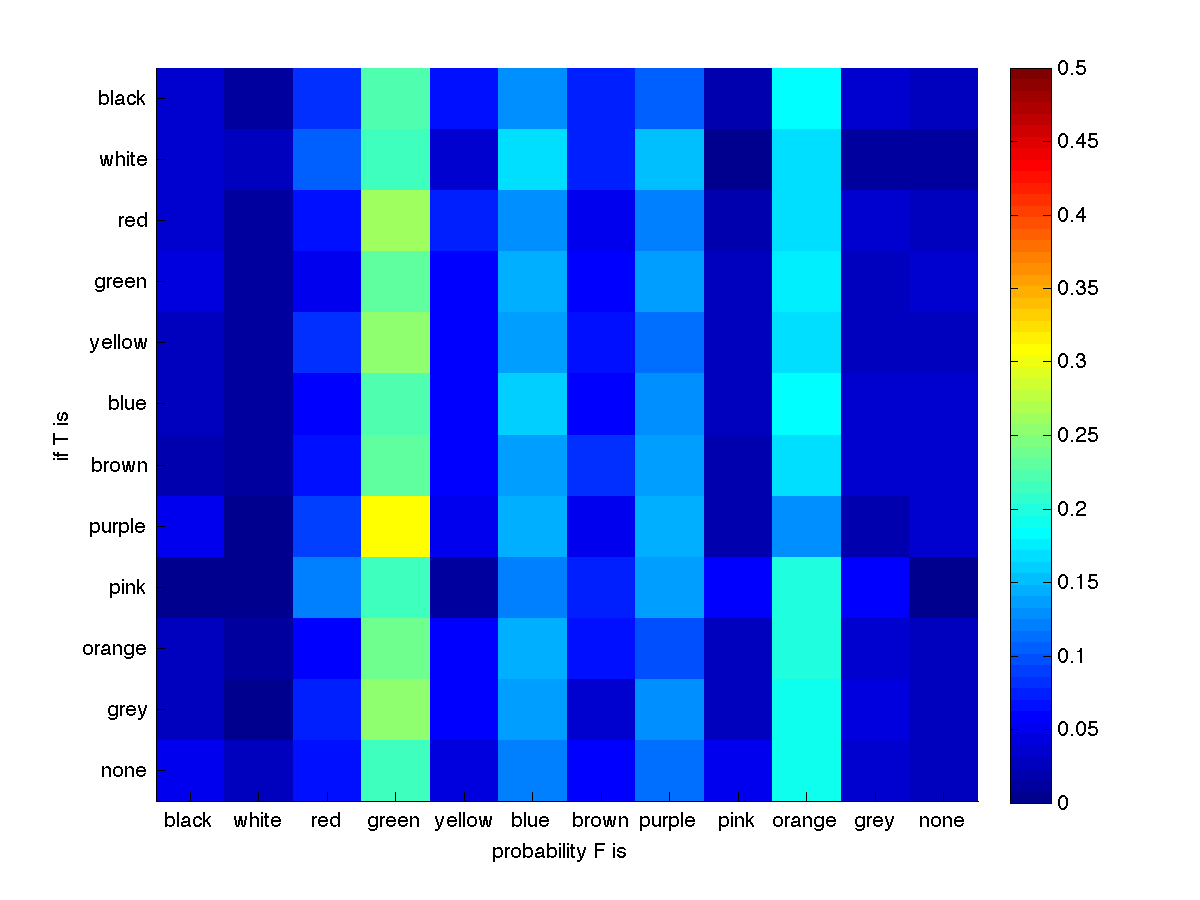 black
white
red
green
yellow
blue
brown
purple
pink
orange
grey
none
if T is
black white red green yellow blue brown purple pink orange grey none
probability F is
0.5
0.45
0.4
0.35
0.3
0.25
0.2
0.15
0.1
0.05
0